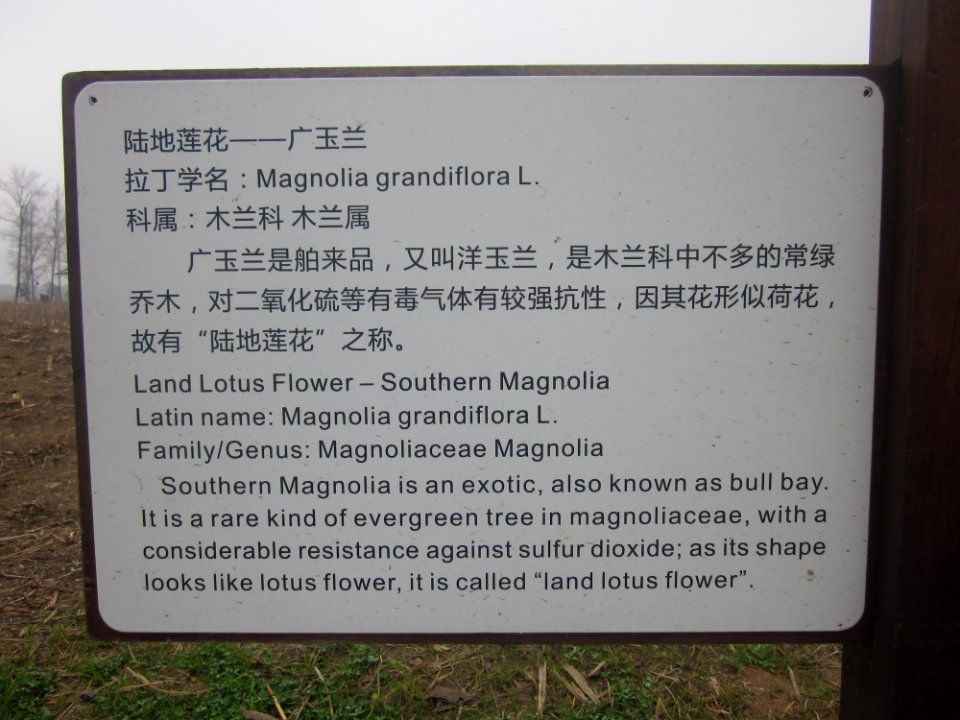 陆地莲花——广玉兰
拉丁学名：Magnolia grandiflora L.
科属：木兰科 木兰属
广玉兰是舶来品，又叫洋玉兰，是木兰科中不多的常绿
乔木，对二氧化硫等有毒气体有较强抗性，因其花形似荷花，
故有“陆地莲花”之称。
Land Lotus Flower – Southern Magnolia
Latin name: Magnolia grandiflora L.
Family/Genus: Magnoliaceae Magnolia
Southern Magnolia is an exotic, also known as bull bay.
It is a rare kind of evergreen tree in magnoliaceae, with a
considerable resistance against sulfur dioxide; as its shape
looks like lotus flower, it is called “land lotus flower”.